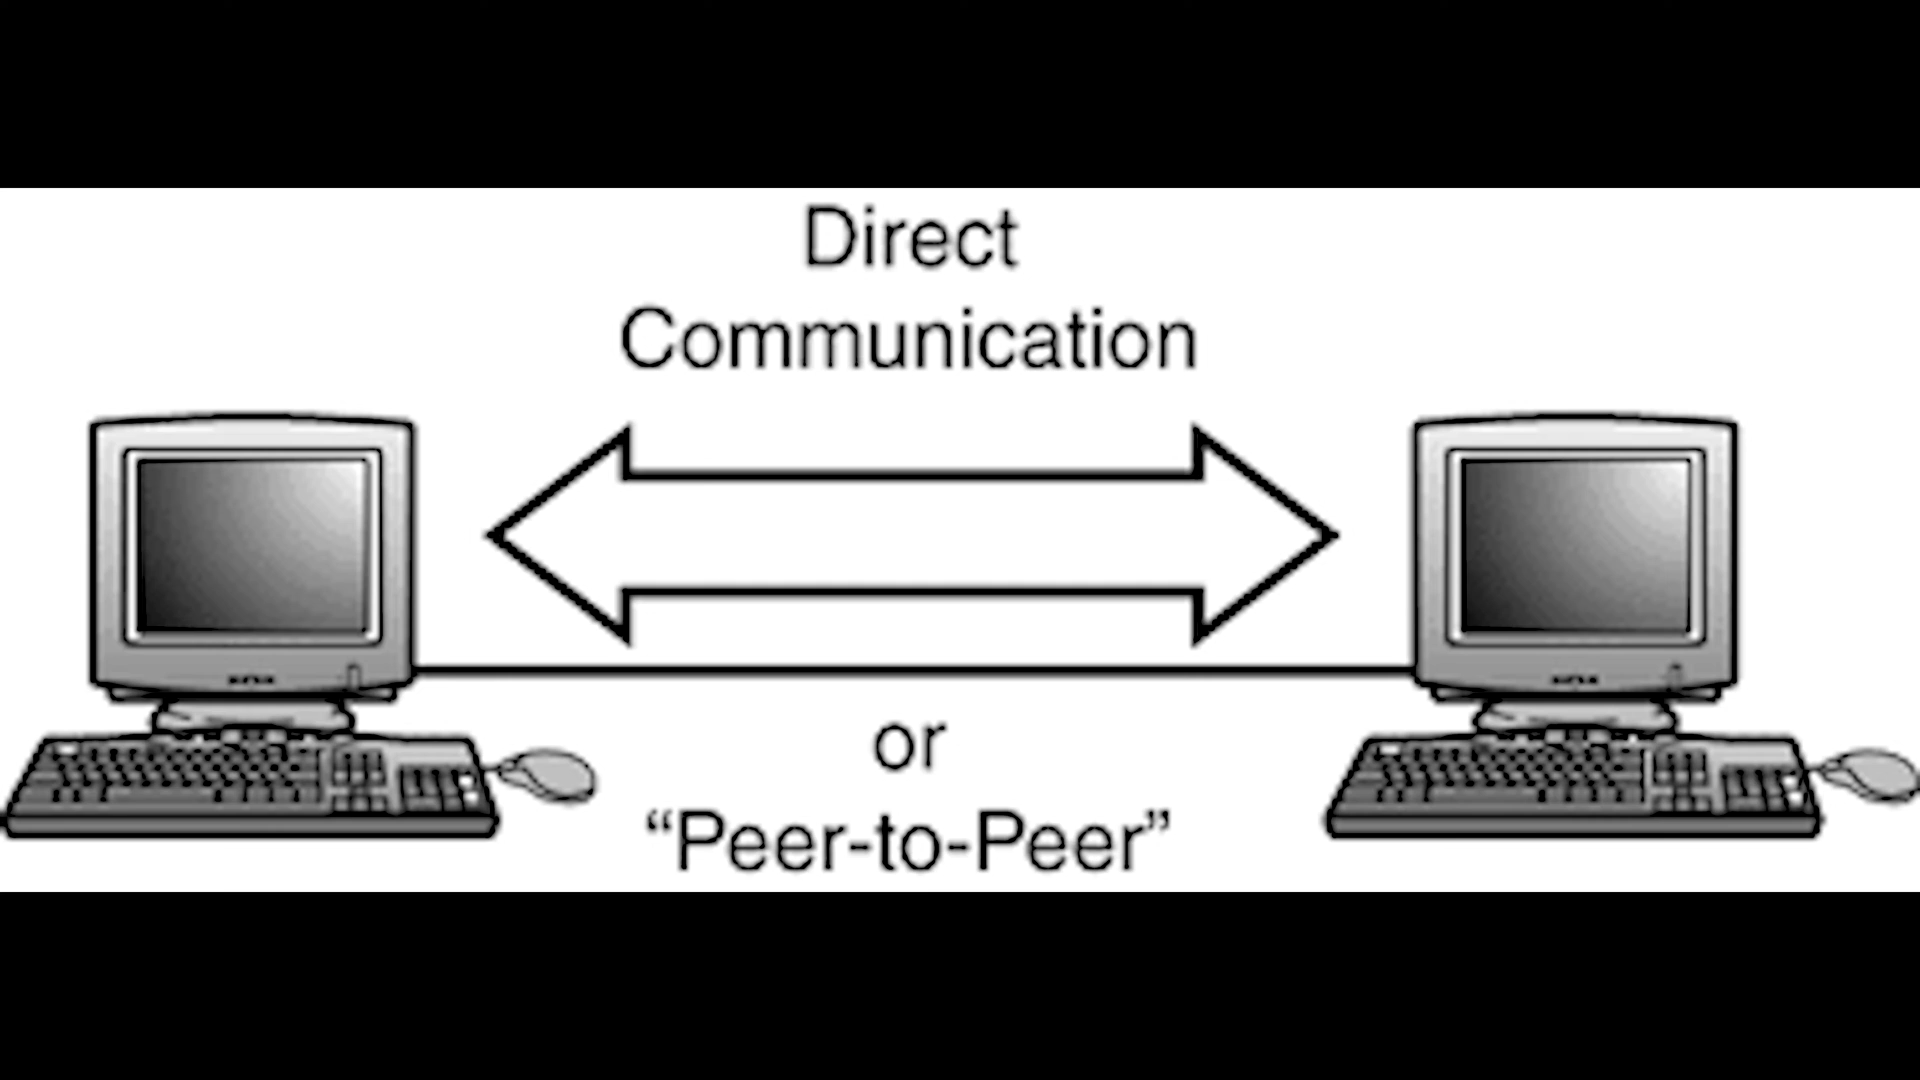 Direct
Communication
or
“Peer-to-Peer”